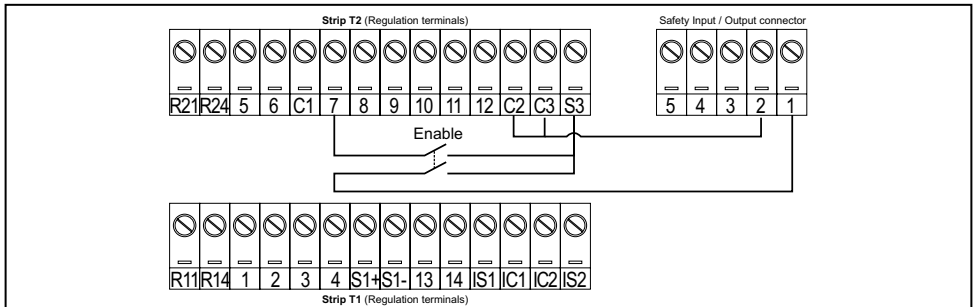 Strip T2 (Regulation terminals) Safety Input / Output connector
R21 R24 5 6 C1 7 8 9 10 11 12 C2 C3 S3 5 4 3 2 1
Enable
R11 R14 1 2 3 4 S1+ S1- 13 14 IS1 IC1 IC2 IS2
Strip T1 (Regulation terminals)